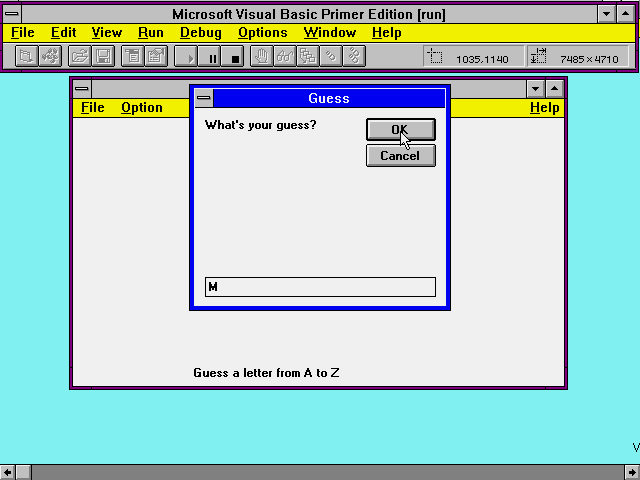 Microsoft Visual Basic Primer Edition [run]
File Edit View Run Debug Options Window Help
1035,1140 7485×4710
File Option Help
Guess
What's your guess?
OK
Cancel
M
Guess a letter from A to Z
V